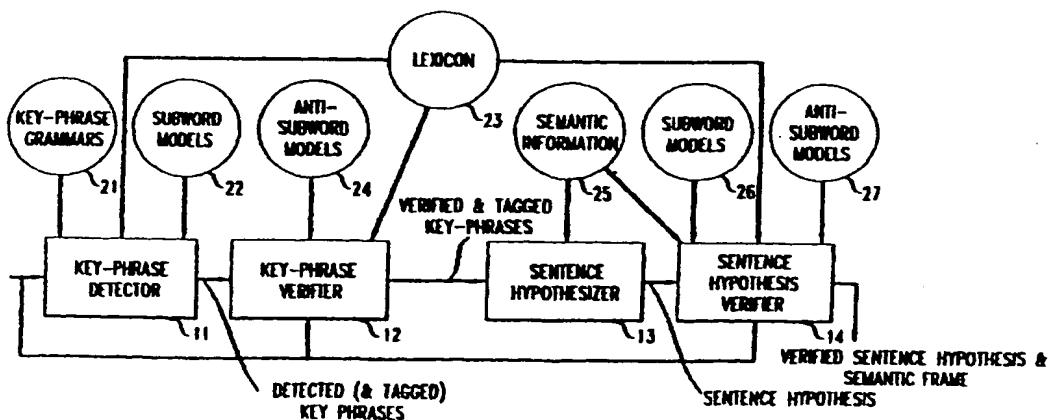 LEXICON
23
KEY-PHRASE
GRAMMARS
21
SUBWORD
MODELS
22
ANTI-
SUBWORD
MODELS
24
SEMANTIC
INFORMATION
25
SUBWORD
MODELS
26
ANTI-
SUBWORD
MODELS
27
VERIFIED & TAGGED
KEY-PHRASES
KEY-PHRASE
DETECTOR
11
KEY-PHRASE
VERIFIER
12
SENTENCE
HYPOTHESIZER
13
SENTENCE
HYPOTHESIS
VERIFIER
14
DETECTED (& TAGGED)
KEY PHRASES
SENTENCE HYPOTHESIS
VERIFIED SENTENCE HYPOTHESIS &
SEMANTIC FRAME